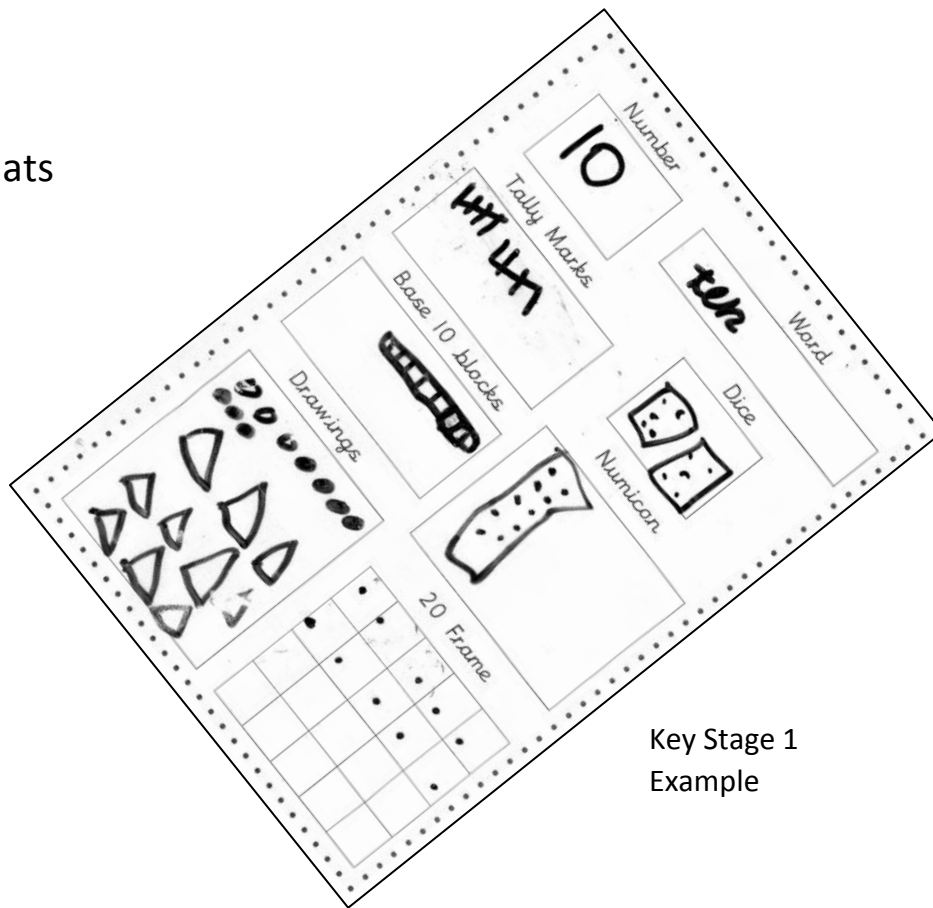 ats
Number
10
Word
ten
Tally Marks
Dice
Base 10 blocks
Numicon
Drawings
20 Frame
Key Stage 1
Example